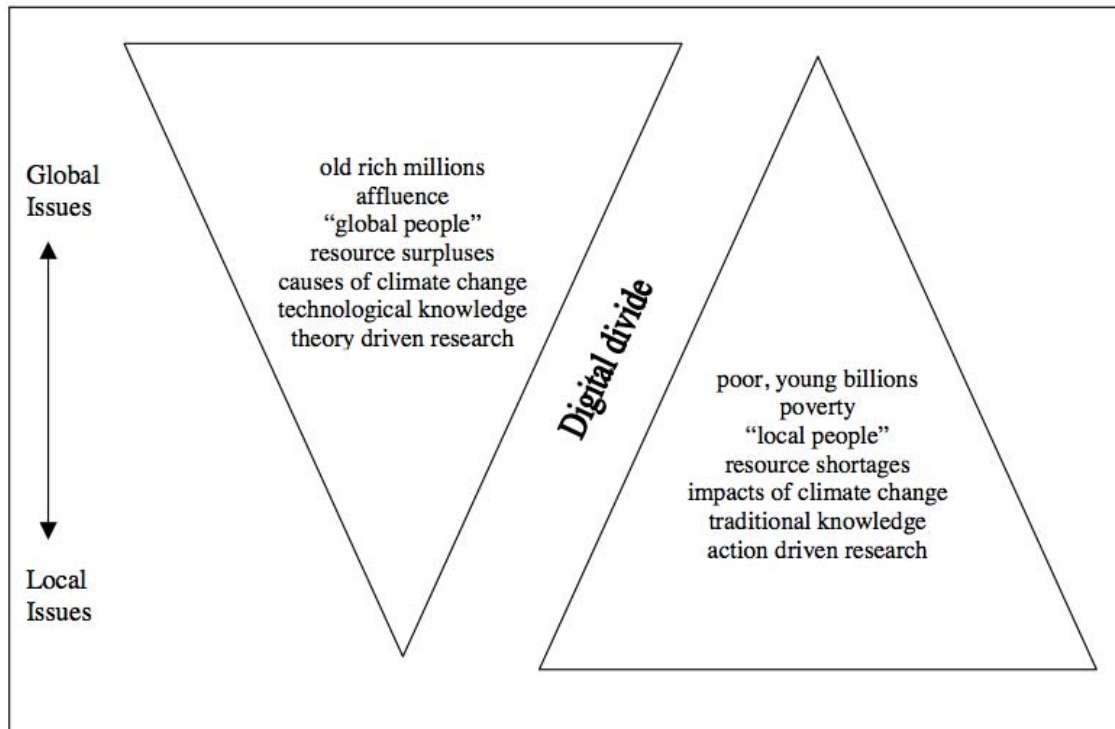 Global
Issues
Local
Issues
old rich millions
affluence
“global people”
resource surpluses
causes of climate change
technological knowledge
theory driven research
Digital divide
poor, young billions
poverty
“local people”
resource shortages
impacts of climate change
traditional knowledge
action driven research